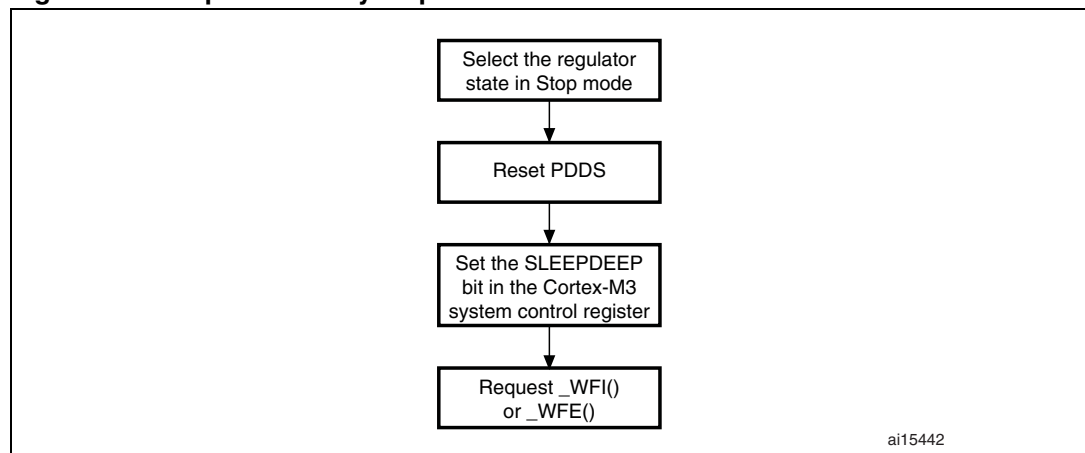 Select the regulator
state in Stop mode
Reset PDDS
Set the SLEEPDEEP
bit in the Cortex-M3
system control register
Request _WFI()
or _WFE()
ai15442